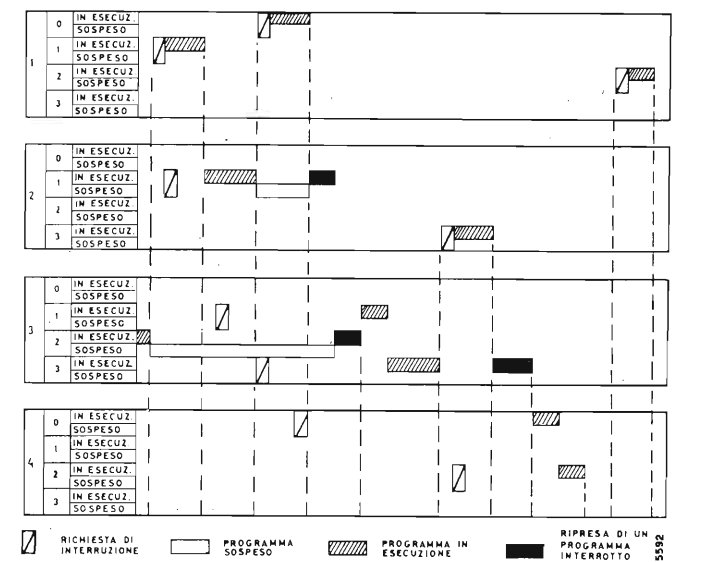 0 IN ESECUZ.
SOSPESO
1 IN ESECUZ.
SOSPESO
1
2 IN ESECUZ
SOSPESO
3 IN ESECUZ.
SOSPESO
0 IN ESECUZ.
SOSPESO
1 IN ESECUZ.
SOSPESO
2
2 IN ESECUZ.
SOSPESO
3 IN ESECUZ.
SOSPESO
0 IN ESECUZ.
SOSPESO
1 IN ESECUZ.
SOSPESO
3
2 IN ESECUZ.
SOSPESO
3 IN ESECUZ
SOSPESO
0 IN ESECUZ.
SOSPESO
1 IN ESECUZ
SOSPESO
4
2 IN ESECUZ.
SOSPESO
3 IN ESECUZ.
SOSPESO
RICHIESTA DI
INTERRUZIONE
PROGRAMMA
SOSPESO
PROGRAMMA IN
ESECUZIONE
RIPRESA DI UN
PROGRAMMA
INTERROTTO
5592